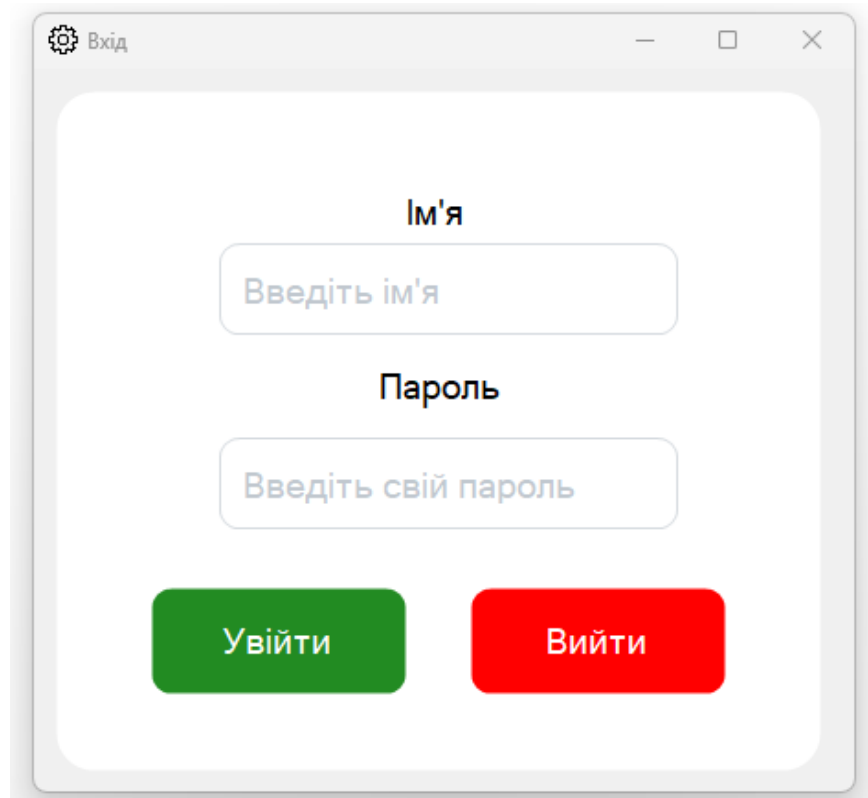 Вхід
Ім'я
Введіть ім'я
Пароль
Введіть свій пароль
Увійти
Вийти